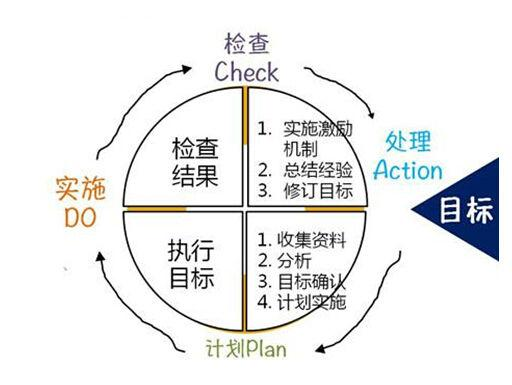 检查
Check
检查
结果
1. 实施激励
机制
2. 总结经验
3. 修订目标
处理
Action
实施
DO
目标
执行
目标
1. 收集资料
2. 分析
3. 目标确认
4. 计划实施
计划Plan